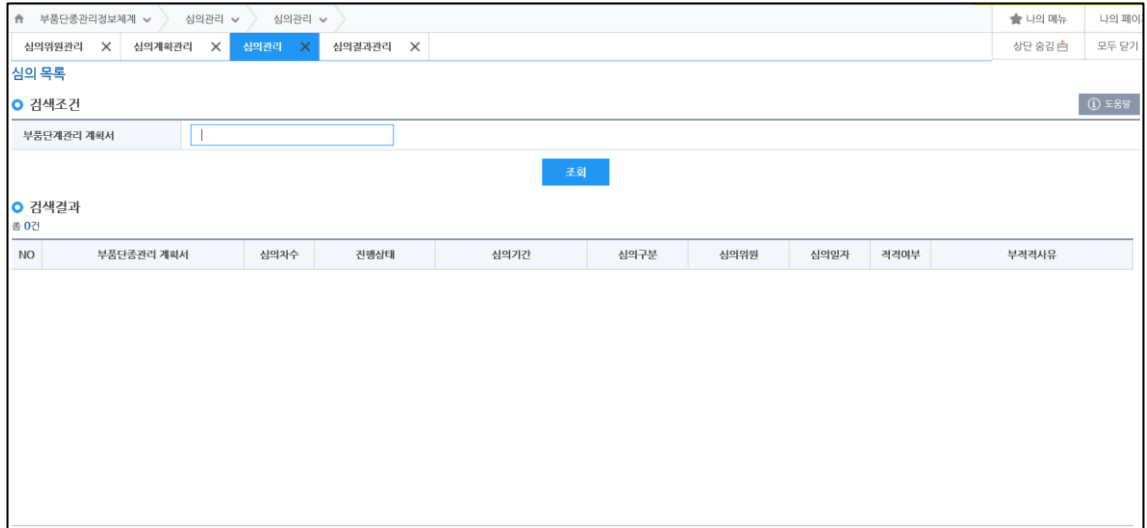 부품단종관리정보체계 심의관리 심의관리 나의 메뉴 나의 페이지
심의위원관리 심의계획관리 심의관리 심의결과관리 상단 숨김 모두 닫기
심의 목록
검색조건 도움말
부품단계관리 계획서
조회
검색결과
총 0건
NO 부품단종관리 계획서 심의차수 진행상태 심의기간 심의구분 심의위원 심의일자 적격여부 부적격사유